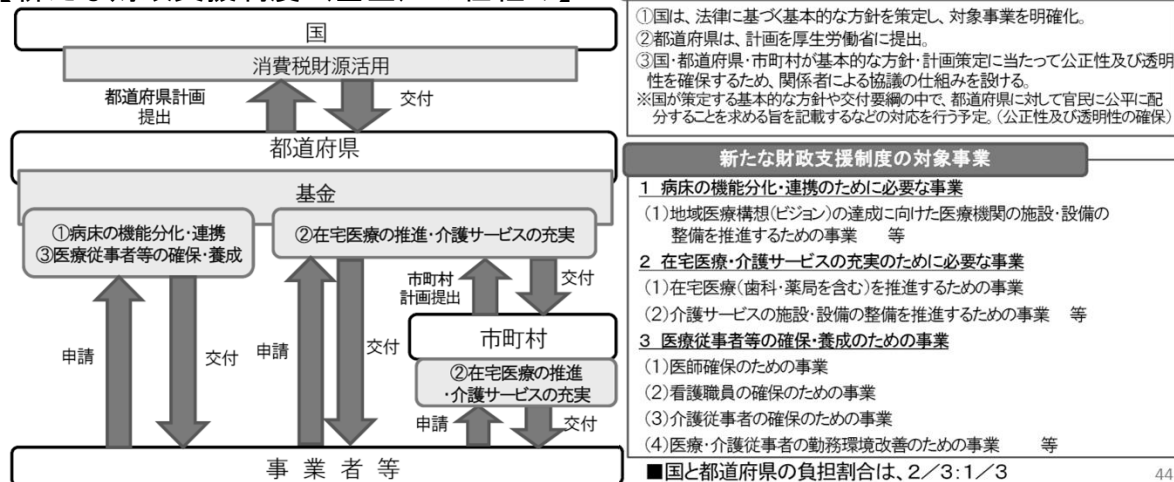 国
消費税財源活用
都道府県計画
提出
交付
都道府県
基金
①病床の機能分化・連携
③医療従事者等の確保・養成
②在宅医療の推進・介護サービスの充実
市町村
計画提出
交付
市町村
②在宅医療の推進
・介護サービスの充実
申請
交付
申請
交付
申請
交付
事業者等
①国は、法律に基づく基本的な方針を策定し、対象事業を明確化。
②都道府県は、計画を厚生労働省に提出。
③国・都道府県・市町村が基本的な方針・計画策定に当たって公正性及び透明
性を確保するため、関係者による協議の仕組みを設ける。
※国が策定する基本的な方針や交付要綱の中で、都道府県に対して官民に公平に配
分することを求める旨を記載するなどの対応を行う予定。(公正性及び透明性の確保)
新たな財政支援制度の対象事業
1 病床の機能分化・連携のために必要な事業
(1)地域医療構想(ビジョン)の達成に向けた医療機関の施設・設備の
整備を推進するための事業 等
2 在宅医療・介護サービスの充実のために必要な事業
(1)在宅医療(歯科・薬局を含む)を推進するための事業
(2)介護サービスの施設・設備の整備を推進するための事業 等
3 医療従事者等の確保・養成のための事業
(1)医師確保のための事業
(2)看護職員の確保のための事業
(3)介護従事者の確保のための事業
(4)医療・介護従事者の勤務環境改善のための事業 等
■国と都道府県の負担割合は、2/3:1/3
44